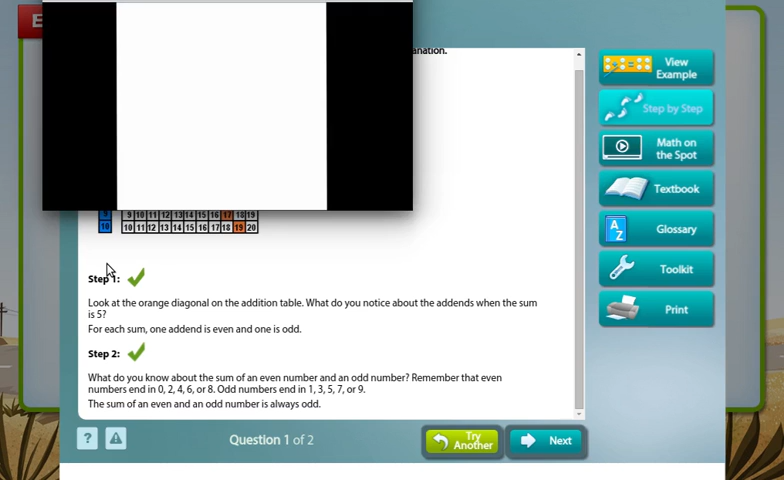 E
anation.
View
Example
Step by Step
Math on
the Spot
Textbook
Glossary
Toolkit
Print
9 10 11 12 13 14 15 16 17 18 19
10 10 11 12 13 14 15 16 17 18 19 20
Step 1:
Look at the orange diagonal on the addition table. What do you notice about the addends when the sum
is 5?
For each sum, one addend is even and one is odd.
Step 2:
What do you know about the sum of an even number and an odd number? Remember that even
numbers end in 0, 2, 4, 6, or 8. Odd numbers end in 1, 3, 5, 7, or 9.
The sum of an even and an odd number is always odd.
? Question 1 of 2
Try
Another
Next
A
Z